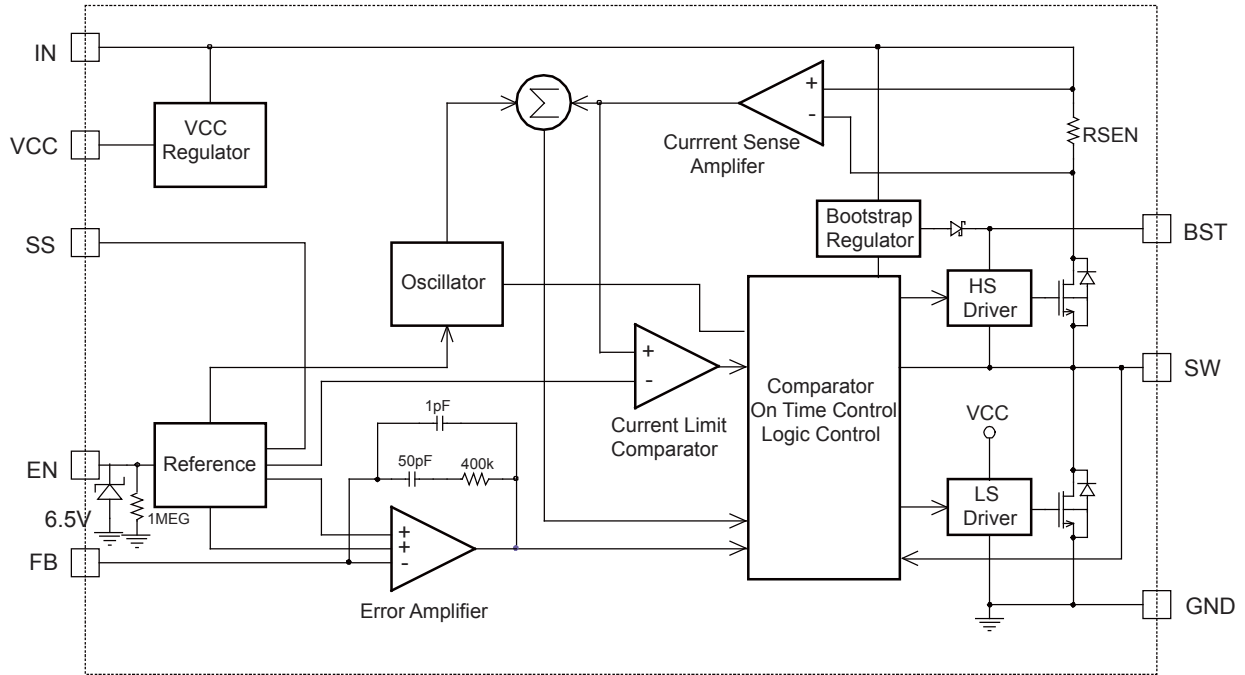 IN
VCC
SS
EN
6.5V
1MEG
FB
VCC
Regulator
Σ
+
-
Currrent Sense
Amplifer
RSEN
Bootstrap
Regulator
BST
Oscillator
HS
Driver
+
-
Current Limit
Comparator
Comparator
On Time Control
Logic Control
SW
VCC
1pF
50pF
400k
Reference
LS
Driver
+
+
-
Error Amplifier
GND